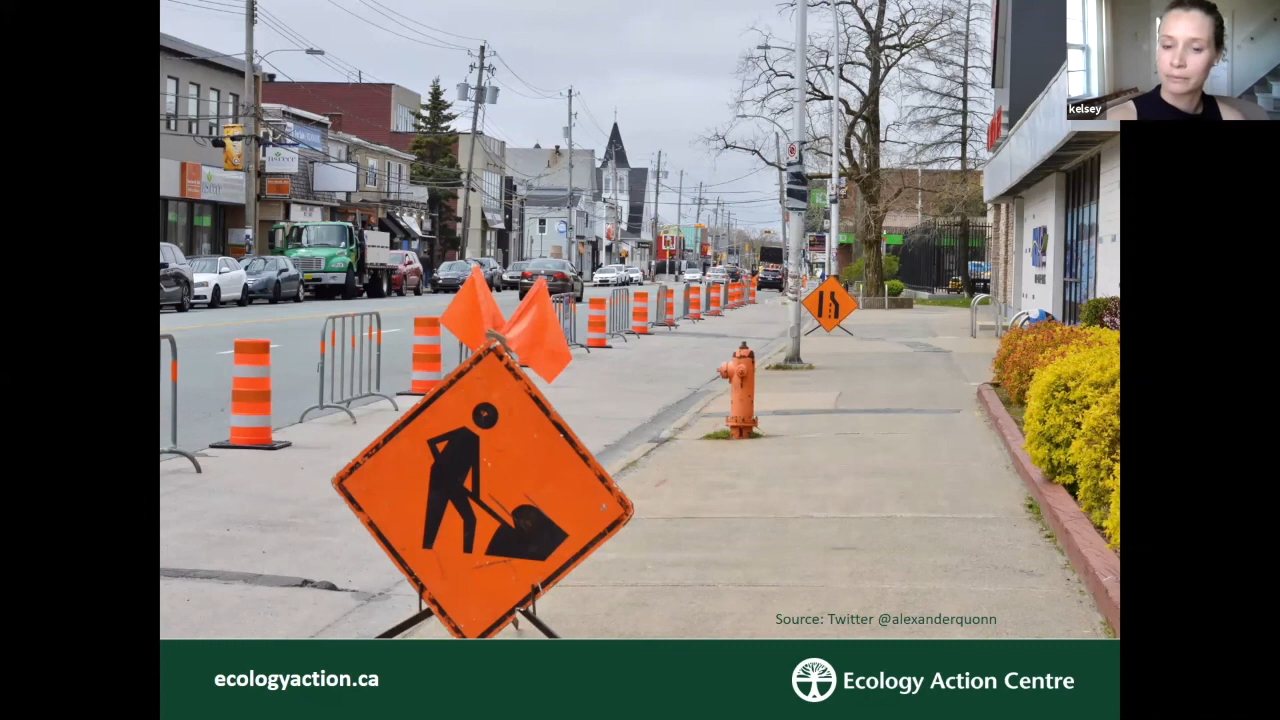 kelsey
Source: Twitter @alexanderquonn
ecologyaction.ca
Ecology Action Centre